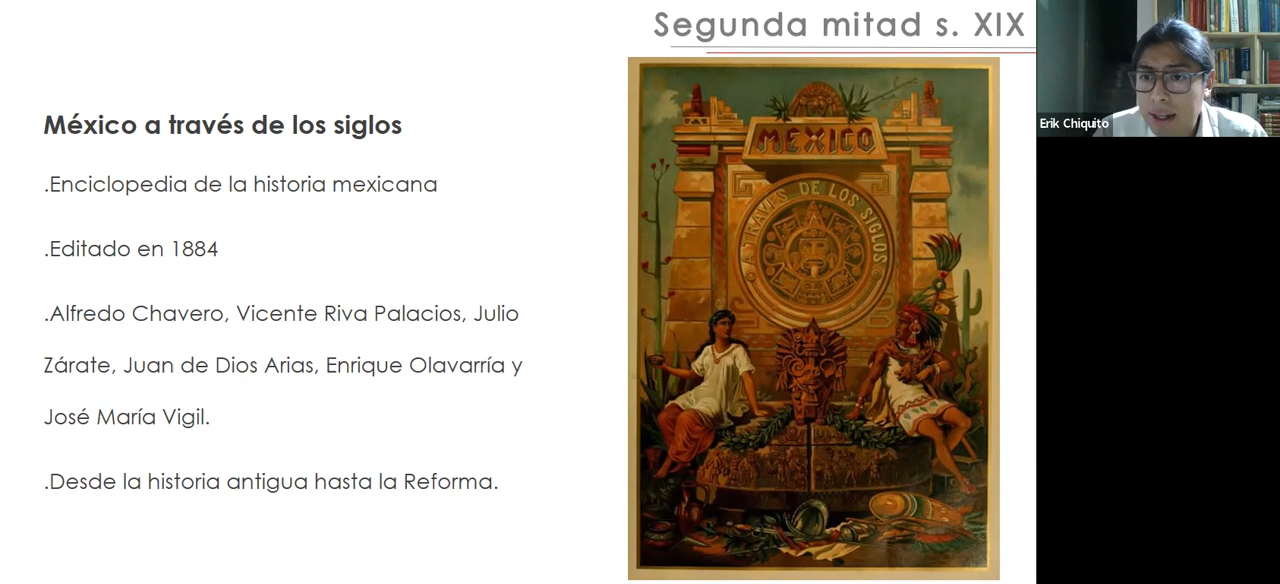 Segunda mitad s. XIX
México a través de los siglos
.Enciclopedia de la historia mexicana
.Editado en 1884
.Alfredo Chavero, Vicente Riva Palacios, Julio
Zárate, Juan de Dios Arias, Enrique Olavarría y
José María Vigil.
.Desde la historia antigua hasta la Reforma.
MEXICO
A TRAVÉS DE LOS SIGLOS
Erik Chiquito